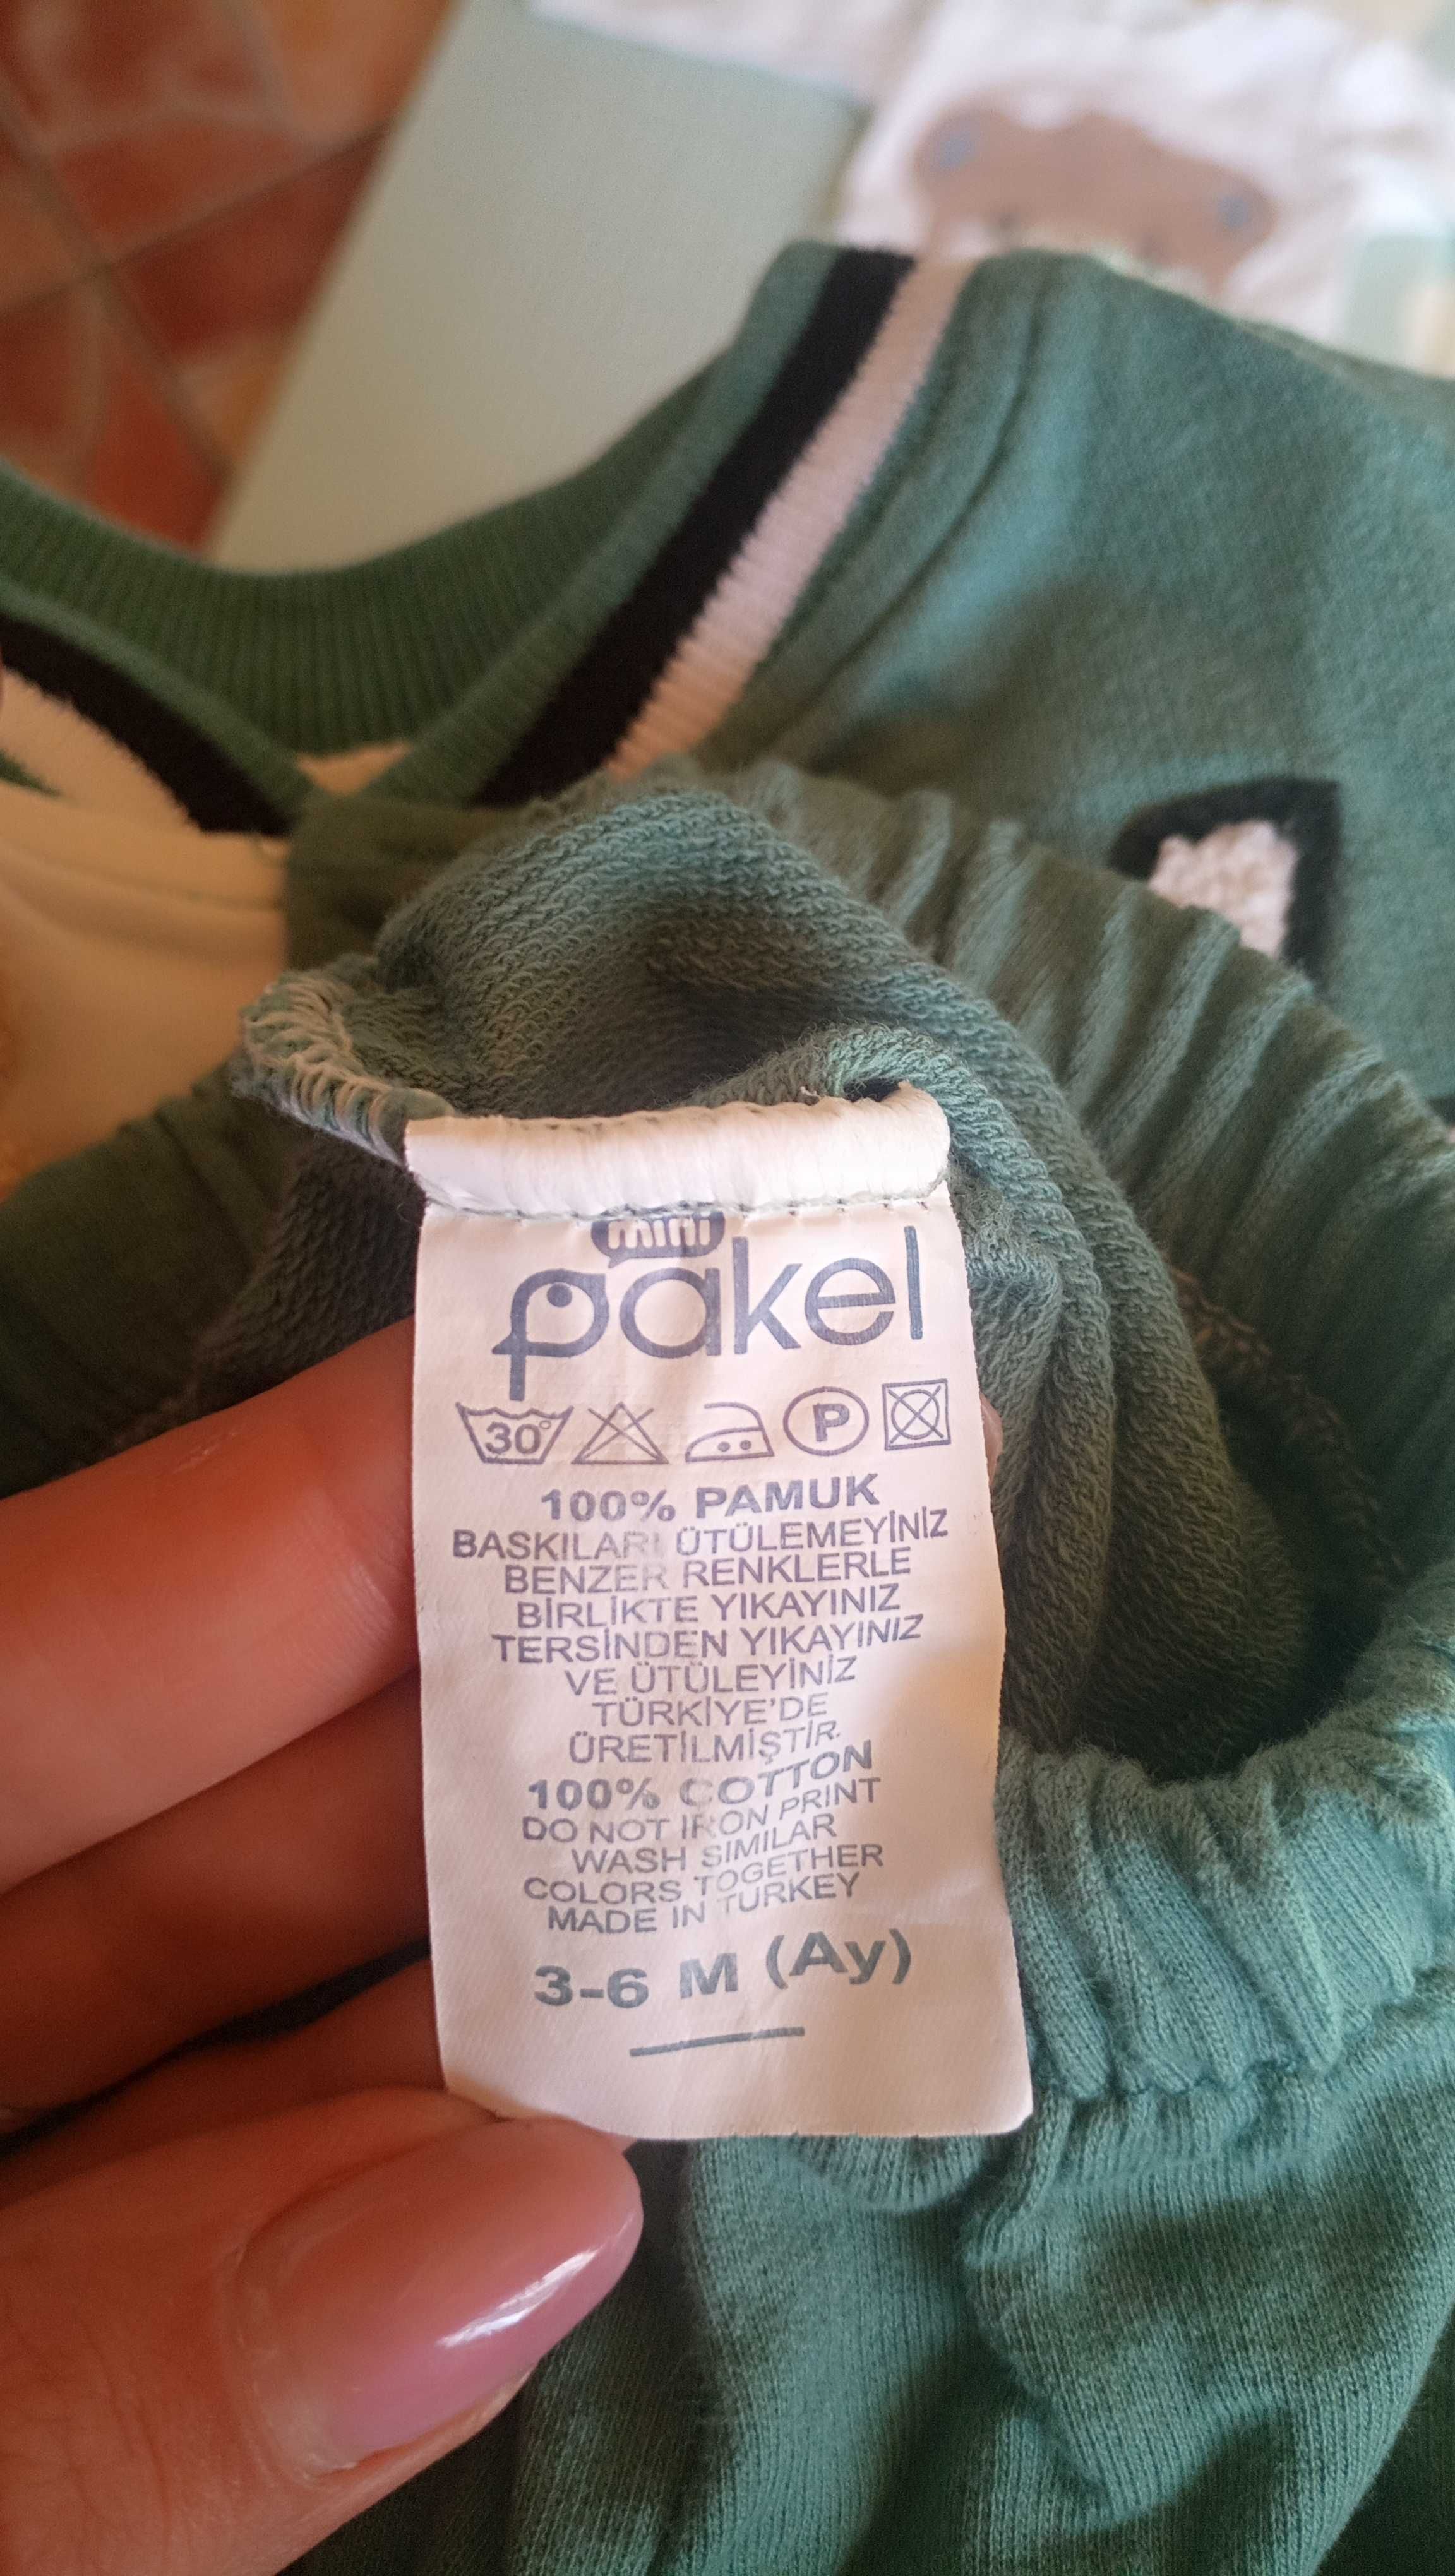 mini
pakel
30°
P
100% PAMUK
BASKILARI ÜTÜLEMEYİNİZ
BENZER RENKLERLE
BİRLİKTE YIKAYINIZ
TERSİNDEN YIKAYINIZ
VE ÜTÜLEYİNİZ
TÜRKİYE'DE
ÜRETİLMİŞTİR.
100% COTTON
DO NOT IRON PRINT
WASH SIMILAR
COLORS TOGETHER
MADE IN TURKEY
3-6 M (Ay)